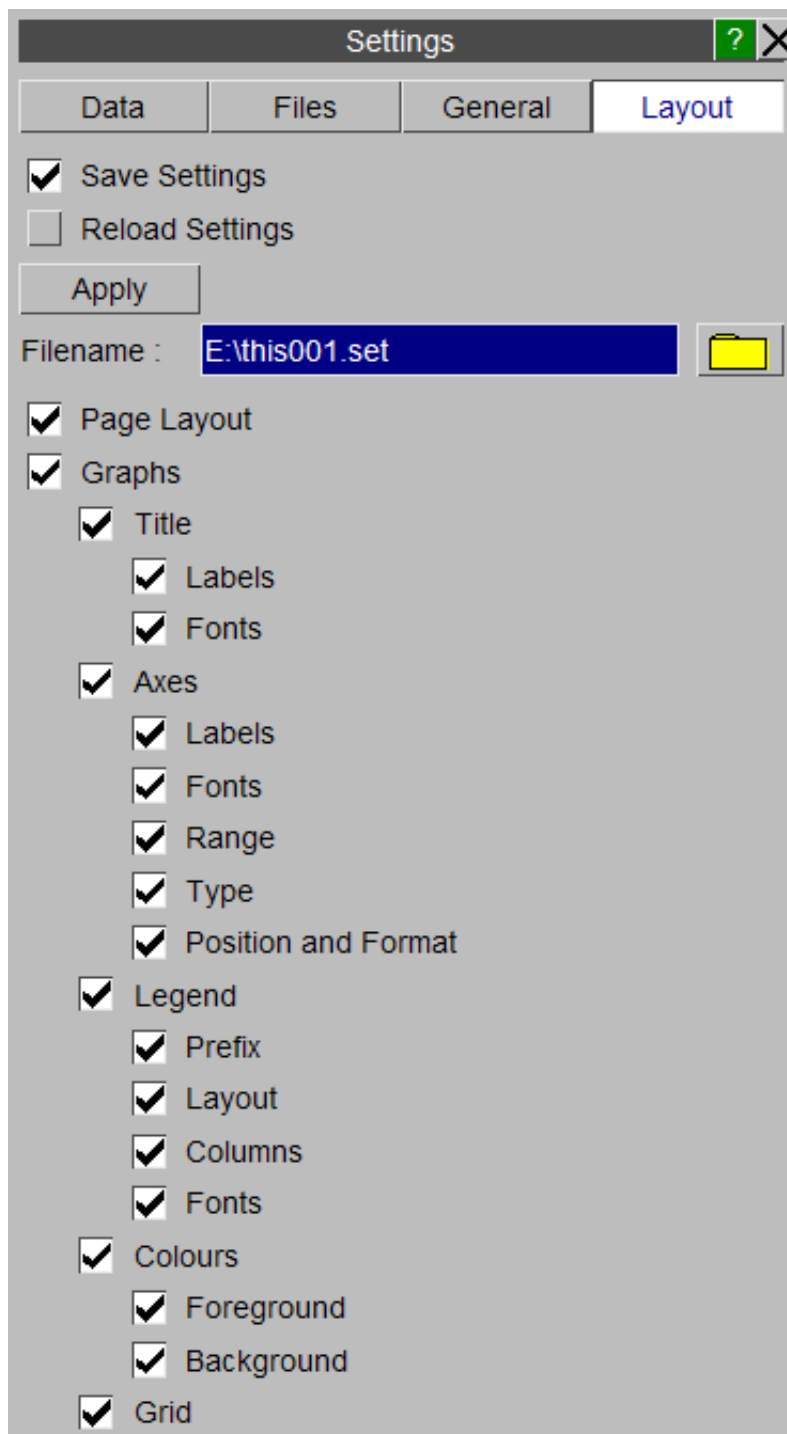 Settings ?
Data Files General Layout
Save Settings
Reload Settings
Apply
Filename : E:\this001.set
Page Layout
Graphs
Title
Labels
Fonts
Axes
Labels
Fonts
Range
Type
Position and Format
Legend
Prefix
Layout
Columns
Fonts
Colours
Foreground
Background
Grid